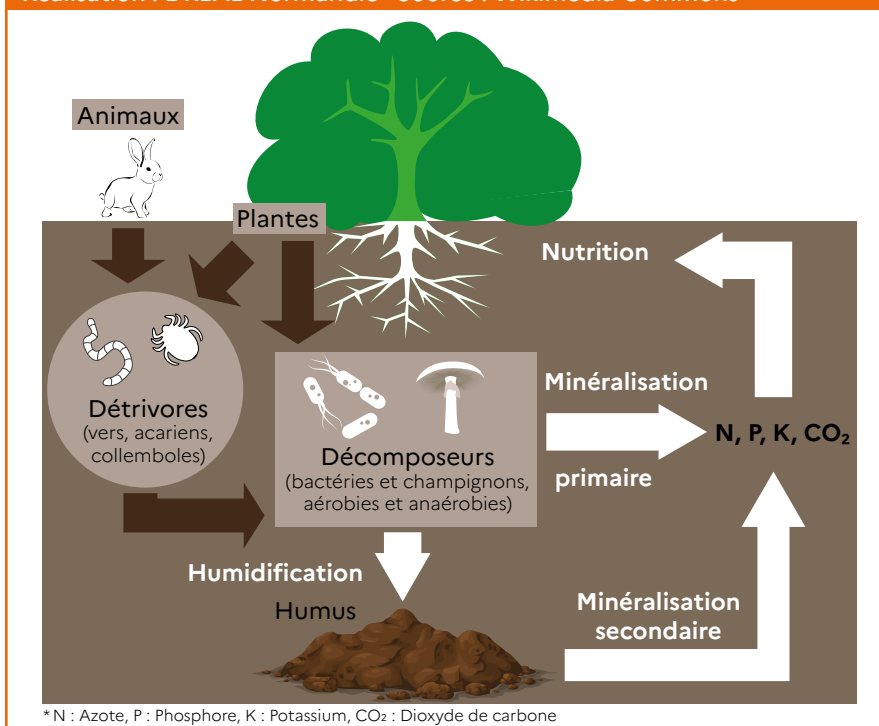 Animaux
Plantes
Nutrition
Détrivores
(vers, acariens,
collemboles)
Décomposeurs
(bactéries et champignons,
aérobies et anaérobies)
Minéralisation
primaire
N, P, K, CO₂
Humidification
Humus
Minéralisation
secondaire
* N : Azote, P : Phosphore, K : Potassium, CO₂ : Dioxyde de carbone